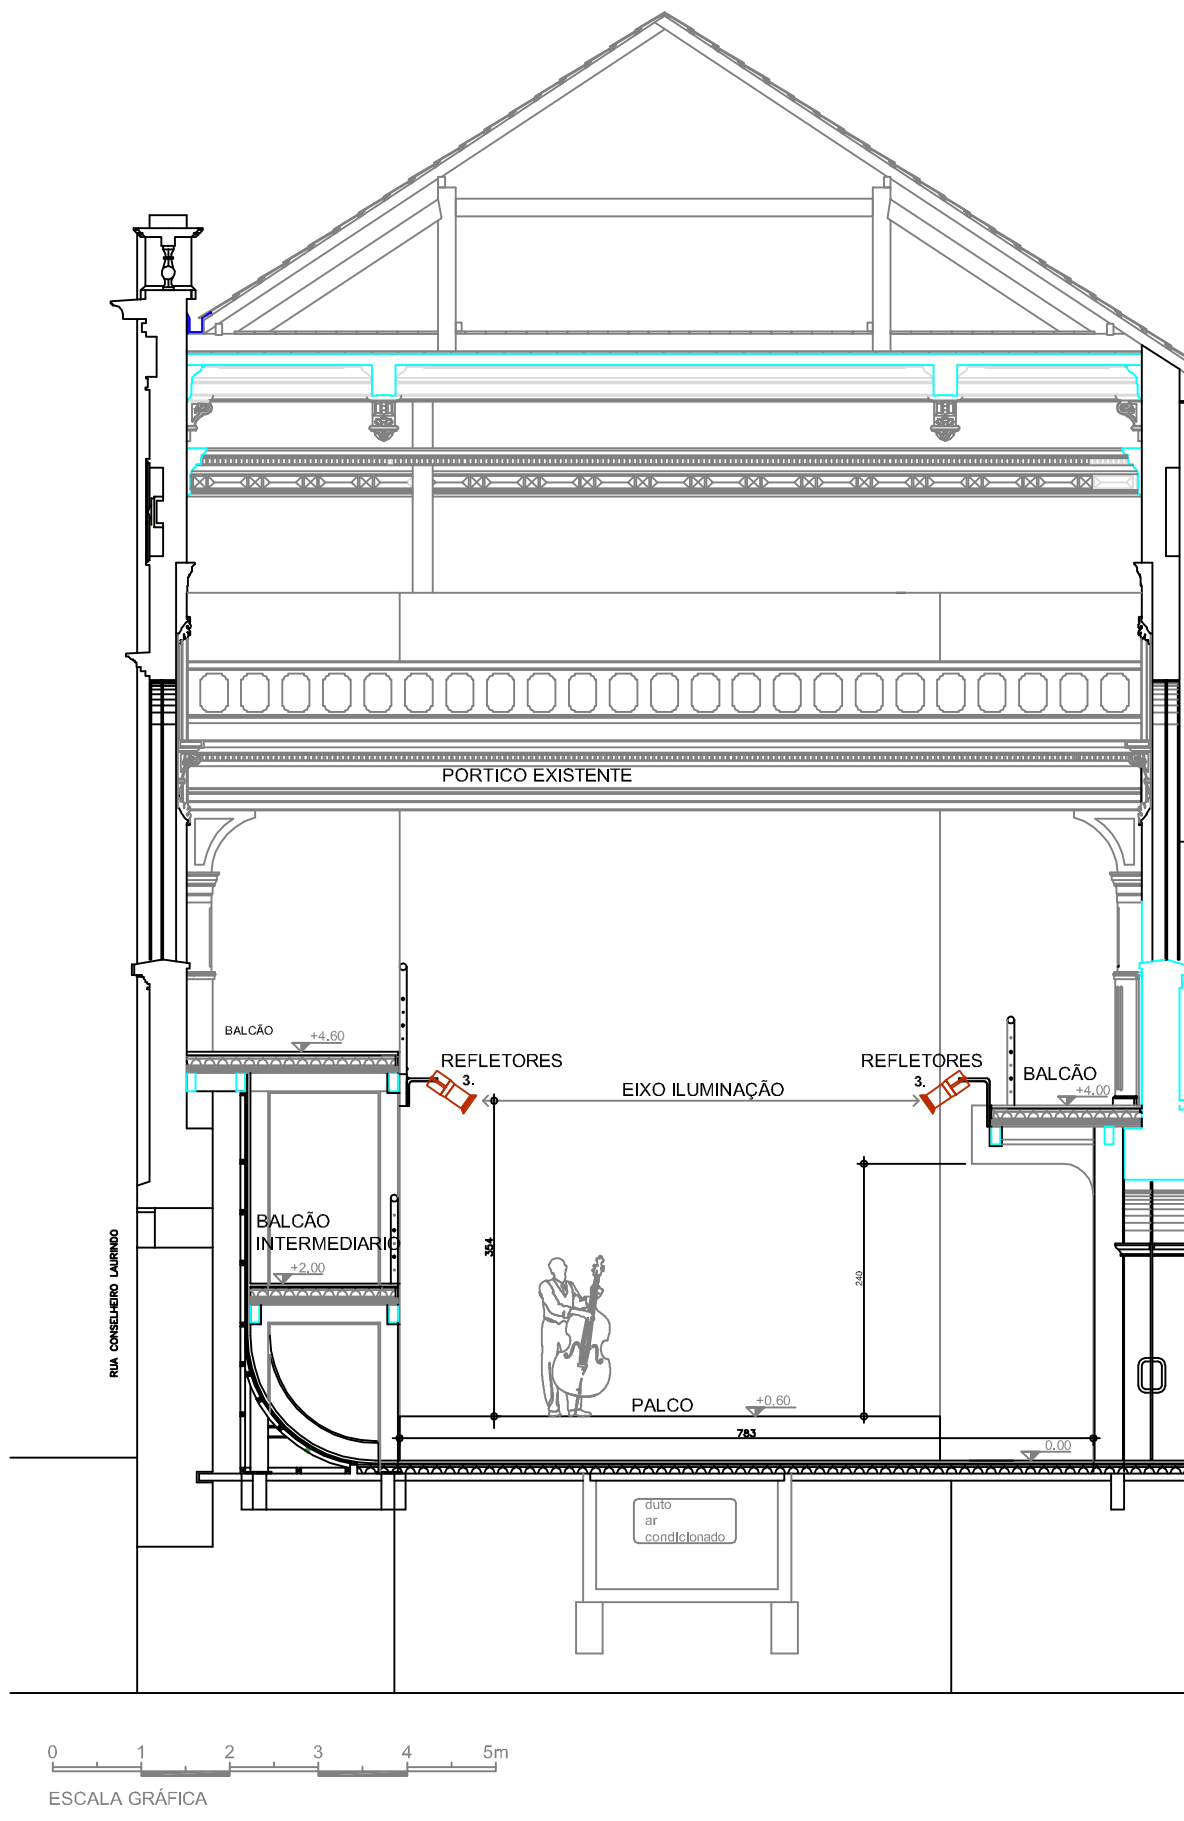 PORTICO EXISTENTE
BALCÃO
+4.60
REFLETORES
3.
EIXO ILUMINAÇÃO
REFLETORES
3.
BALCÃO
+4.00
BALCÃO
INTERMEDIARIO
+2.00
354
240
RUA CONSELHEIRO LAURINDO
PALCO
+0.60
783
0.00
duto
ar
condicionado
0 1 2 3 4 5m
ESCALA GRÁFICA